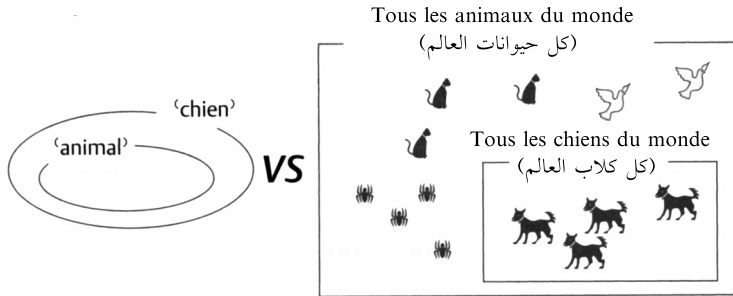 Tous les animaux du monde
(كل حيوانات العالم)
‘chien’
‘animal’
VS
Tous les chiens du monde
(كل كلاب العالم)